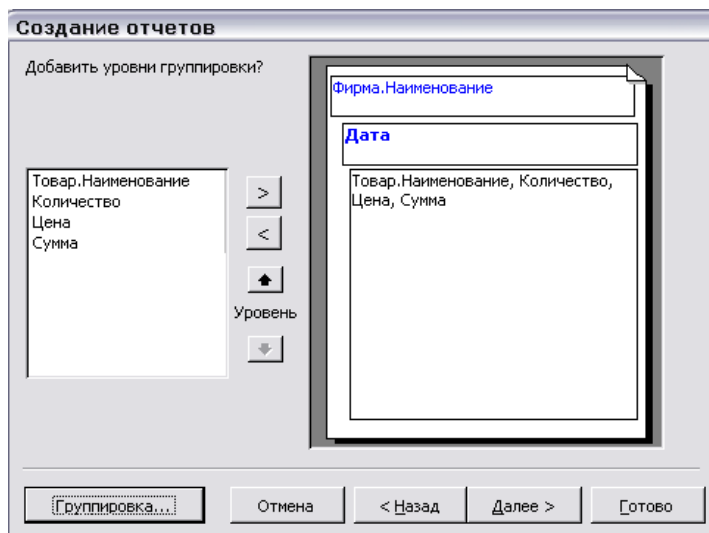 Создание отчетов
Добавить уровни группировки?
Товар.Наименование
Количество
Цена
Сумма
>
<
Уровень
Фирма.Наименование
Дата
Товар.Наименование, Количество,
Цена, Сумма
Группировка...
Отмена
< Назад
Далее >
Готово